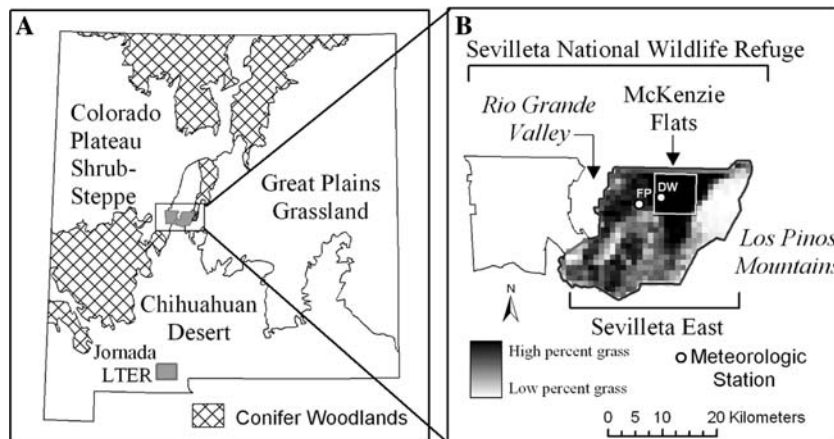 A
Colorado
Plateau
Shrub-
Steppe
Great Plains
Grassland
Chihuahuan
Desert
Jornada
LTER
Conifer Woodlands
B
Sevilleta National Wildlife Refuge
Rio Grande
Valley
McKenzie
Flats
FP
DW
Los Pinos
Mountains
N
Sevilleta East
High percent grass
Low percent grass
Meteorologic
Station
0 5 10 20 Kilometers